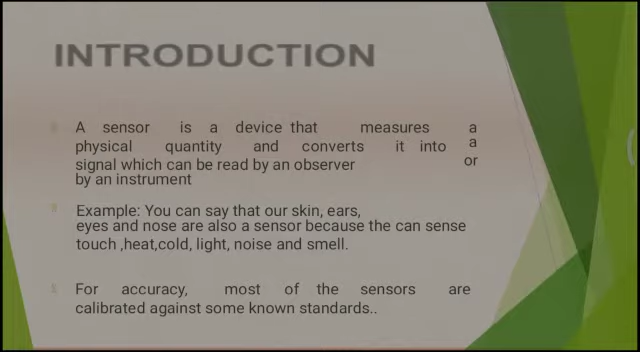 INTRODUCTION
A sensor is a device that measures a
physical quantity and converts it into a
signal which can be read by an observer or
by an instrument
Example: You can say that our skin, ears,
eyes and nose are also a sensor because the can sense
touch ,heat,cold, light, noise and smell.
For accuracy, most of the sensors are
calibrated against some known standards..